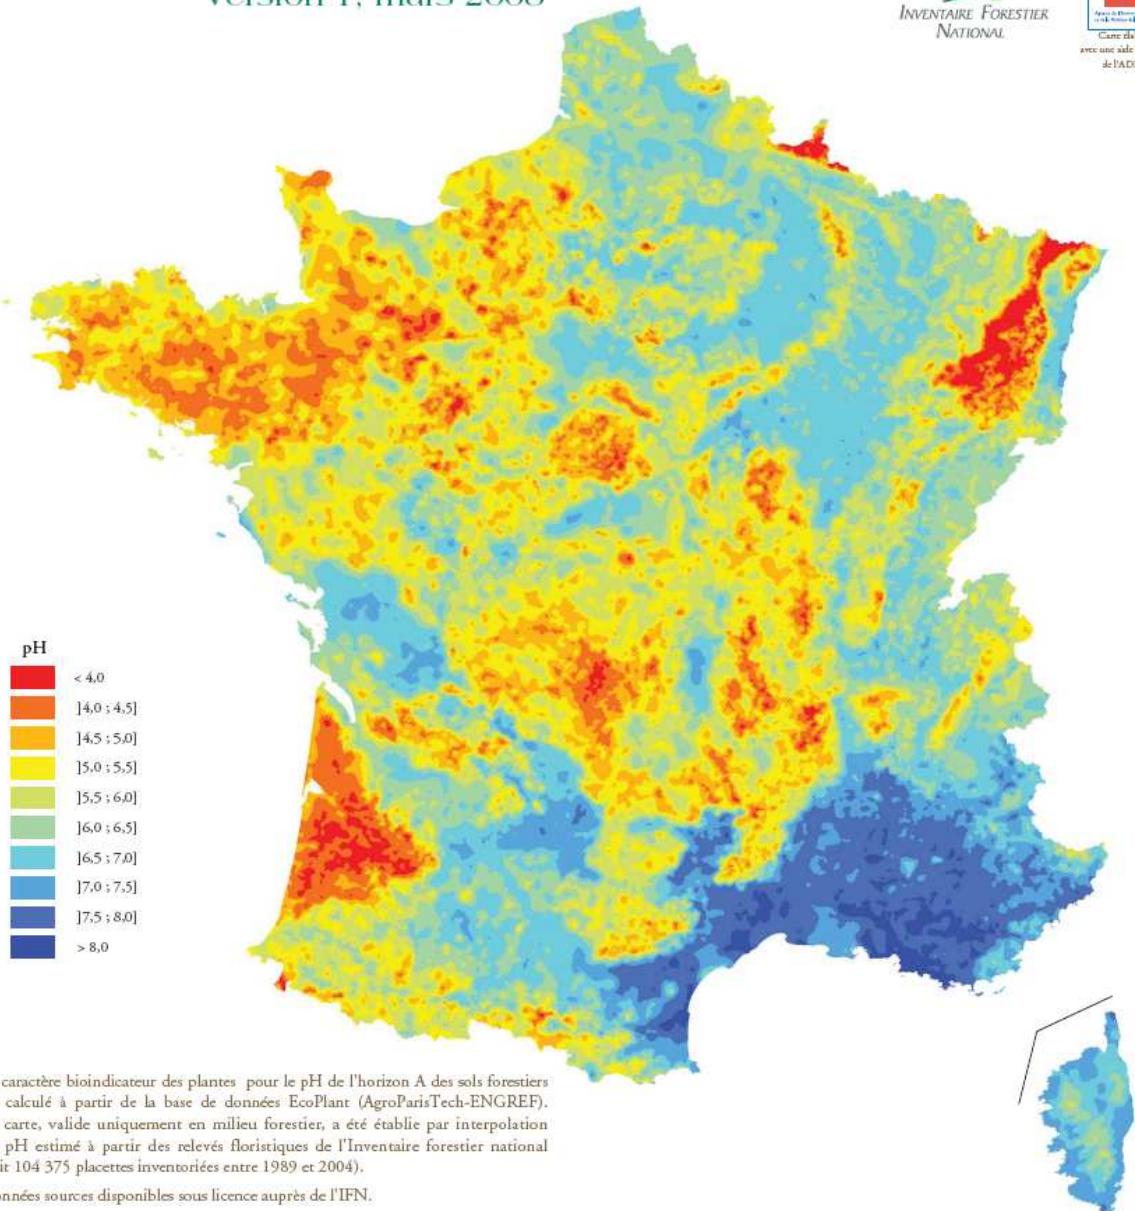 INVENTAIRE FORESTIER
NATIONAL
avec une aide
pH
< 4,0
]4,0 ; 4,5]
]4,5 ; 5,0]
]5,0 ; 5,5]
]5,5 ; 6,0]
]6,0 ; 6,5]
]6,5 ; 7,0]
]7,0 ; 7,5]
]7,5 ; 8,0]
> 8,0
caractère bioindicateur des plantes pour le pH de l'horizon A des sols forestiers
calculé à partir de la base de données EcoPlant (AgroParisTech-ENGREF).
carte, valide uniquement en milieu forestier, a été établie par interpolation
pH estimé à partir des relevés floristiques de l'Inventaire forestier national
it 104 375 placettes inventoriées entre 1989 et 2004).
nnées sources disponibles sous licence auprès de l'IFN.